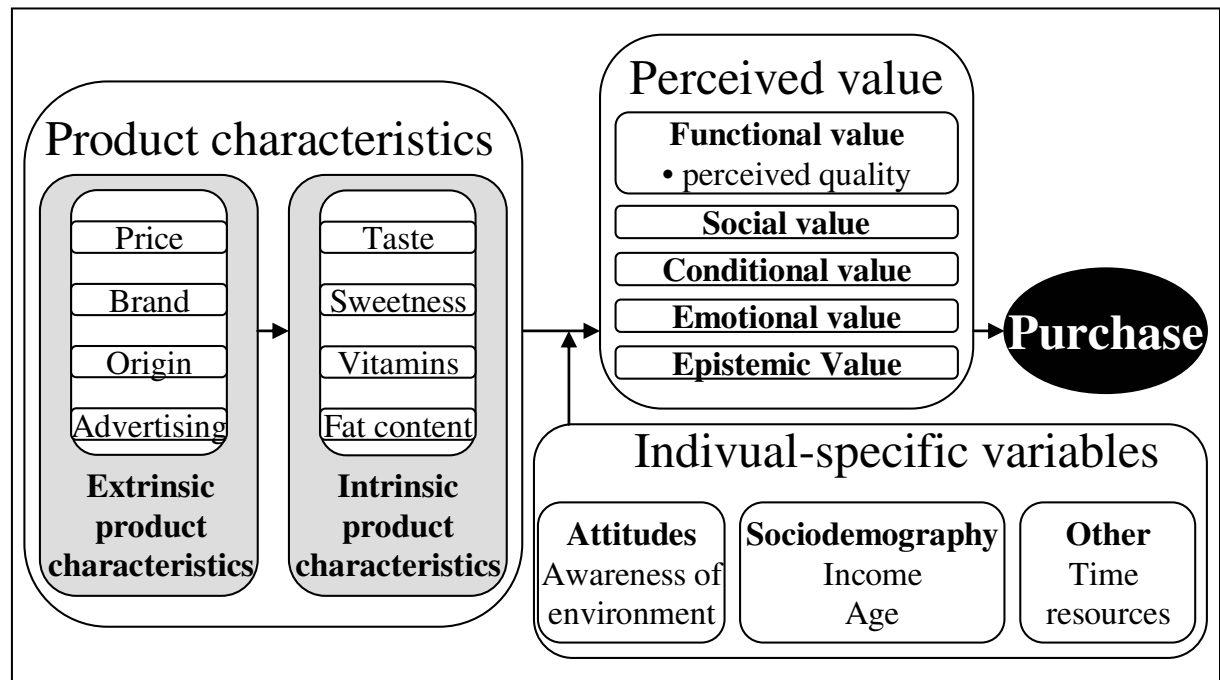 Product characteristics
Price
Brand
Origin
Advertising
Extrinsic
product
characteristics
Taste
Sweetness
Vitamins
Fat content
Intrinsic
product
characteristics
Perceived value
Functional value
• perceived quality
Social value
Conditional value
Emotional value
Epistemic Value
Purchase
Indivual-specific variables
Attitudes
Awareness of
environment
Sociodemography
Income
Age
Other
Time
resources